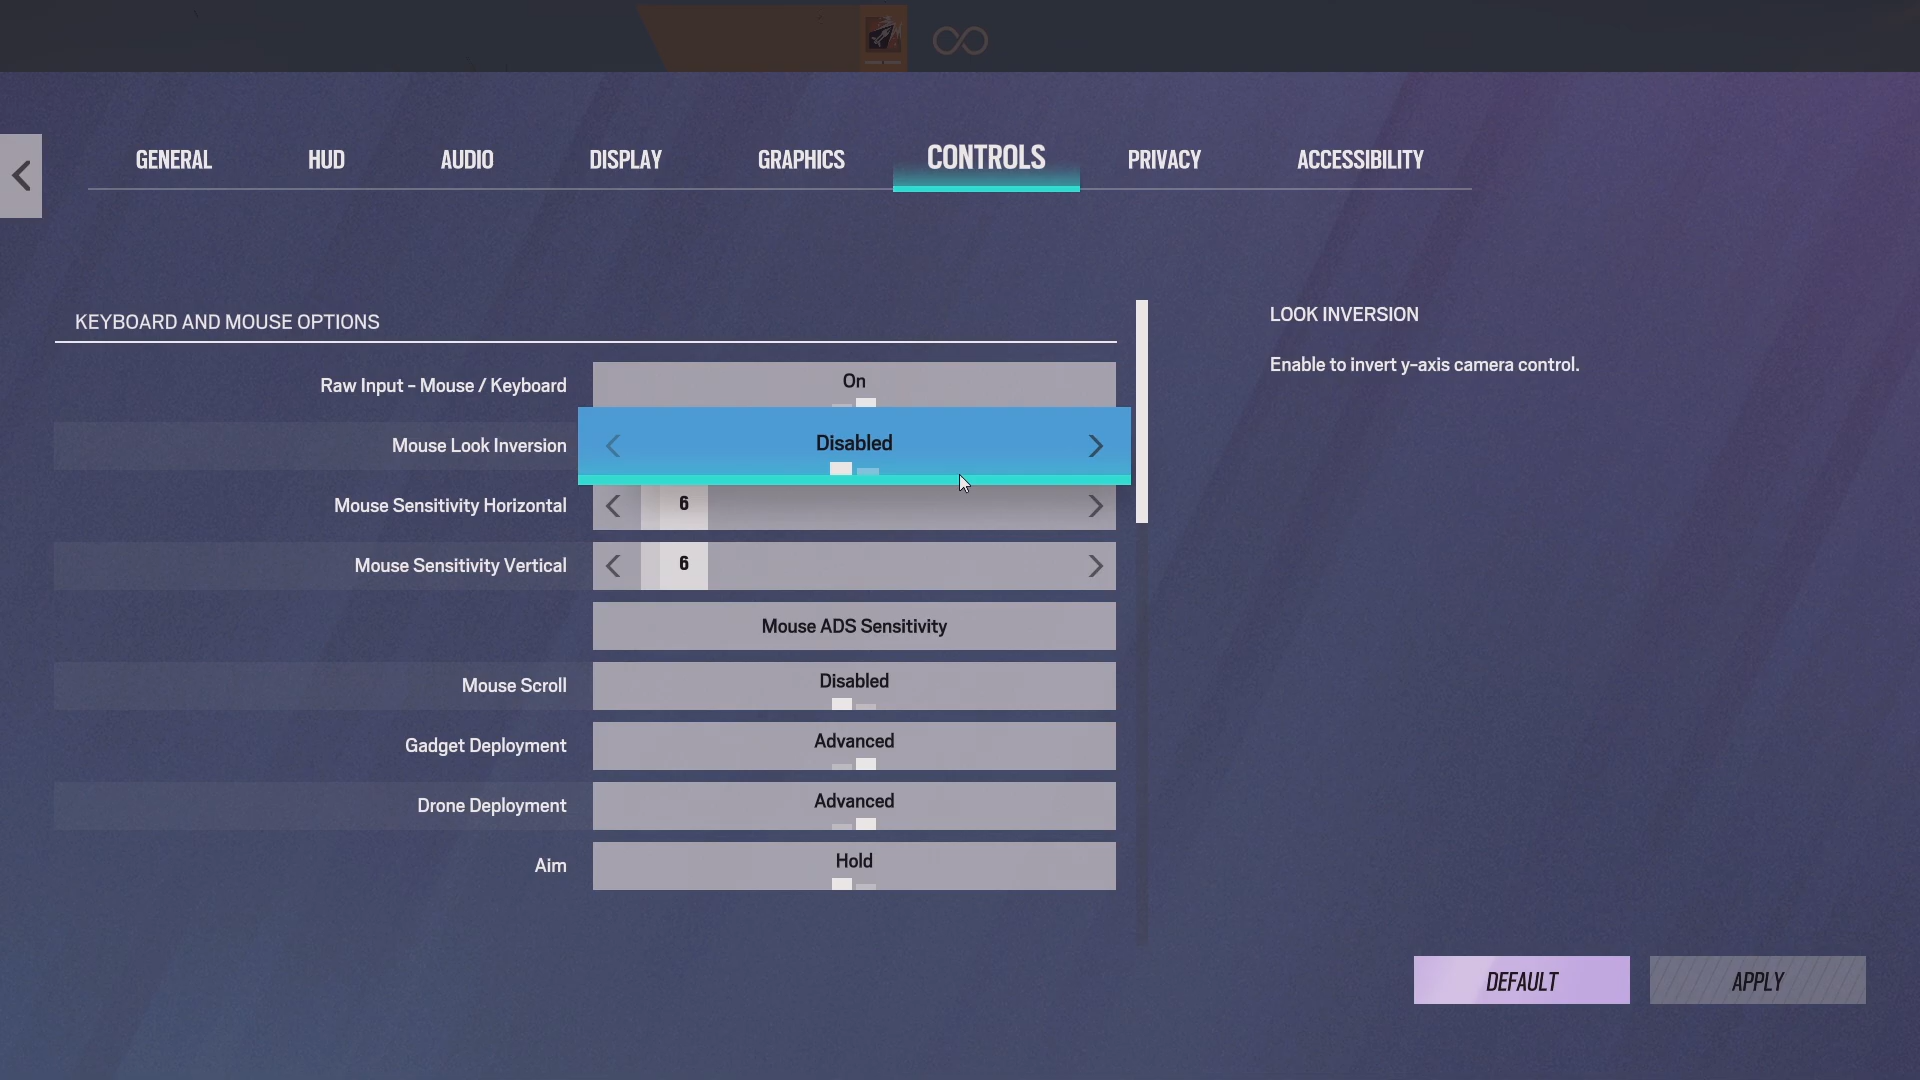 GENERAL HUD AUDIO DISPLAY GRAPHICS CONTROLS PRIVACY ACCESSIBILITY
KEYBOARD AND MOUSE OPTIONS
Raw Input - Mouse / Keyboard On
Mouse Look Inversion Disabled
Mouse Sensitivity Horizontal 6
Mouse Sensitivity Vertical 6
Mouse ADS Sensitivity
Mouse Scroll Disabled
Gadget Deployment Advanced
Drone Deployment Advanced
Aim Hold
LOOK INVERSION
Enable to invert y-axis camera control.
DEFAULT APPLY